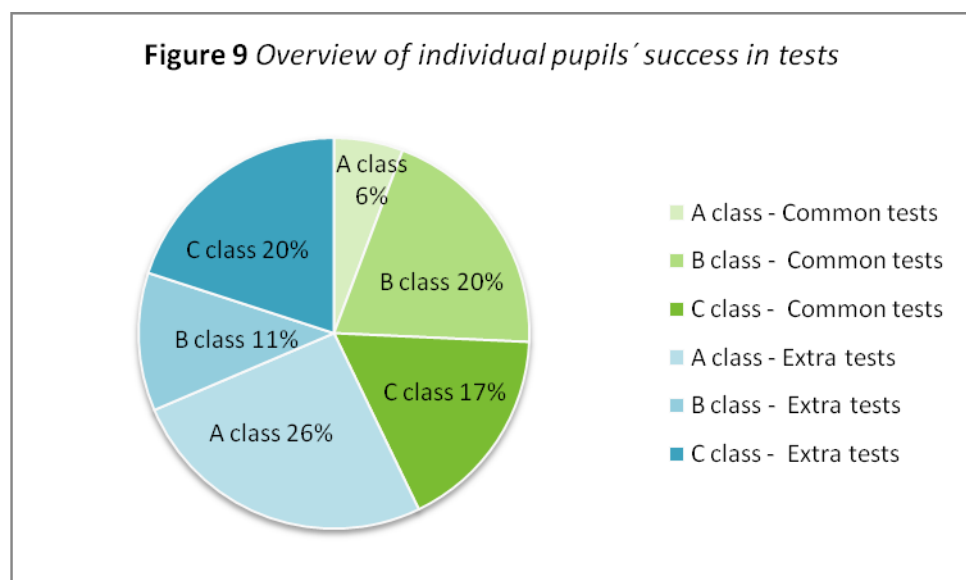 Figure 9 Overview of individual pupils´ success in tests
A class
6%
B class 20%
C class 17%
A class 26%
B class 11%
C class 20%
A class - Common tests
B class -  Common tests
C class - Common tests
A class - Extra tests
B class -  Extra tests
C class -  Extra tests